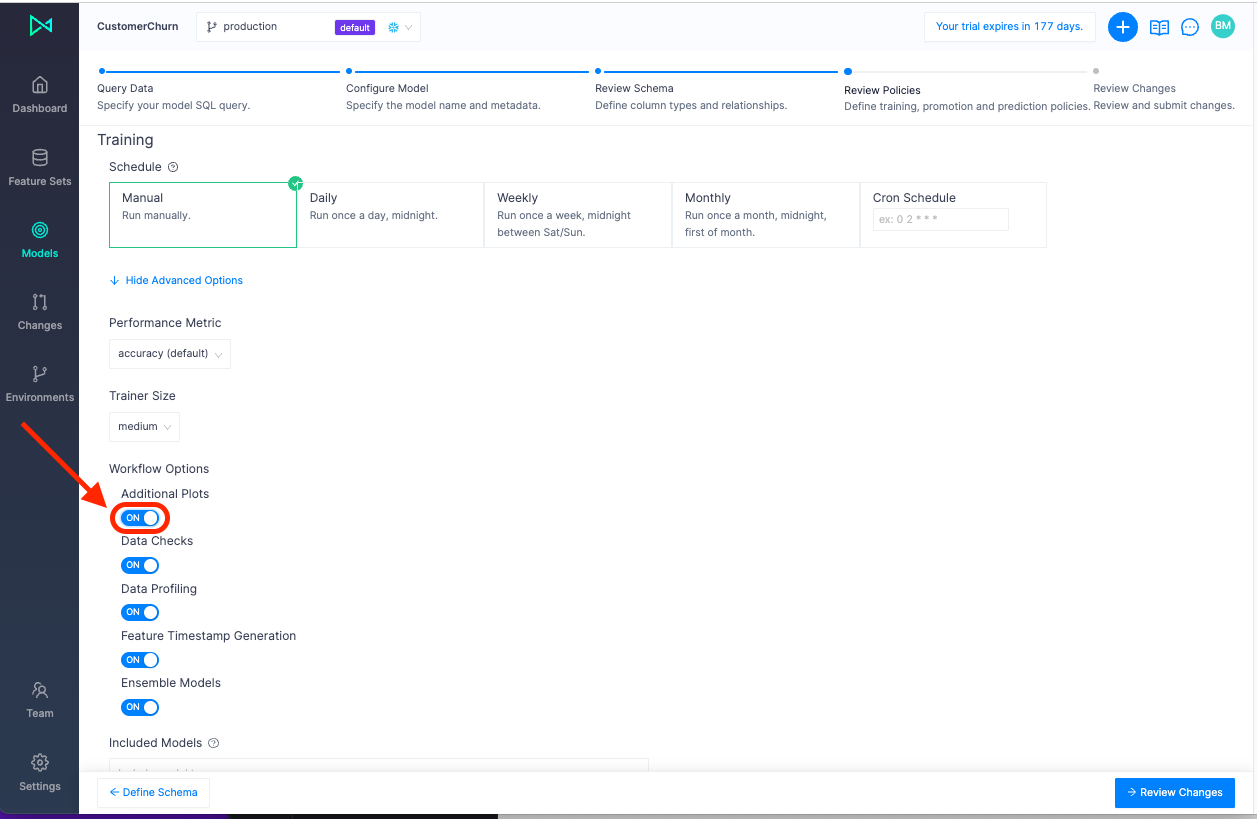 CustomerChurn
production
default
Your trial expires in 177 days.
BM
Dashboard
Feature Sets
Models
Changes
Environments
Team
Settings
Query Data
Specify your model SQL query.
Configure Model
Specify the model name and metadata.
Review Schema
Define column types and relationships.
Review Policies
Define training, promotion and prediction policies.
Review Changes
Review and submit changes.
Training
Schedule
Manual
Run manually.
Daily
Run once a day, midnight.
Weekly
Run once a week, midnight
between Sat/Sun.
Monthly
Run once a month, midnight,
first of month.
Cron Schedule
ex: 0 2 * * *
Hide Advanced Options
Performance Metric
accuracy (default)
Trainer Size
medium
Workflow Options
Additional Plots
ON
Data Checks
ON
Data Profiling
ON
Feature Timestamp Generation
ON
Ensemble Models
ON
Included Models
Define Schema
Review Changes